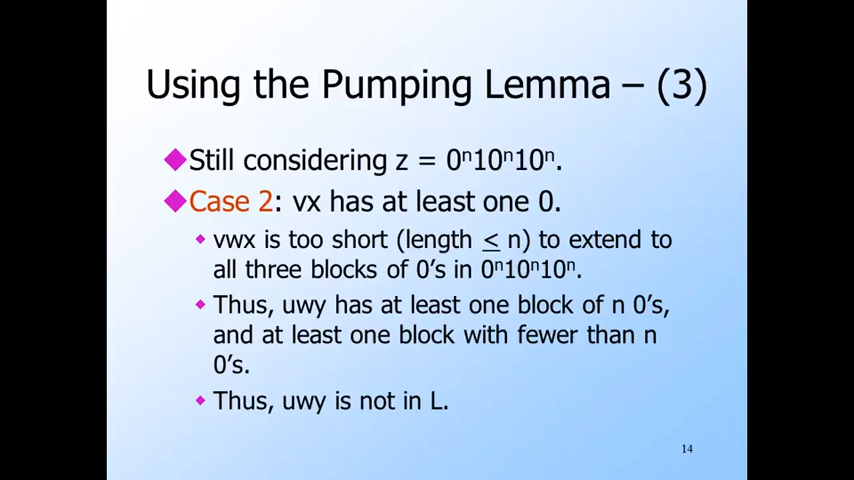 Using the Pumping Lemma – (3)
Still considering z = 0ⁿ10ⁿ10ⁿ.
Case 2: vx has at least one 0.
vwx is too short (length < n) to extend to
all three blocks of 0's in 0ⁿ10ⁿ10ⁿ.
Thus, uwy has at least one block of n 0's,
and at least one block with fewer than n
0's.
Thus, uwy is not in L.
14